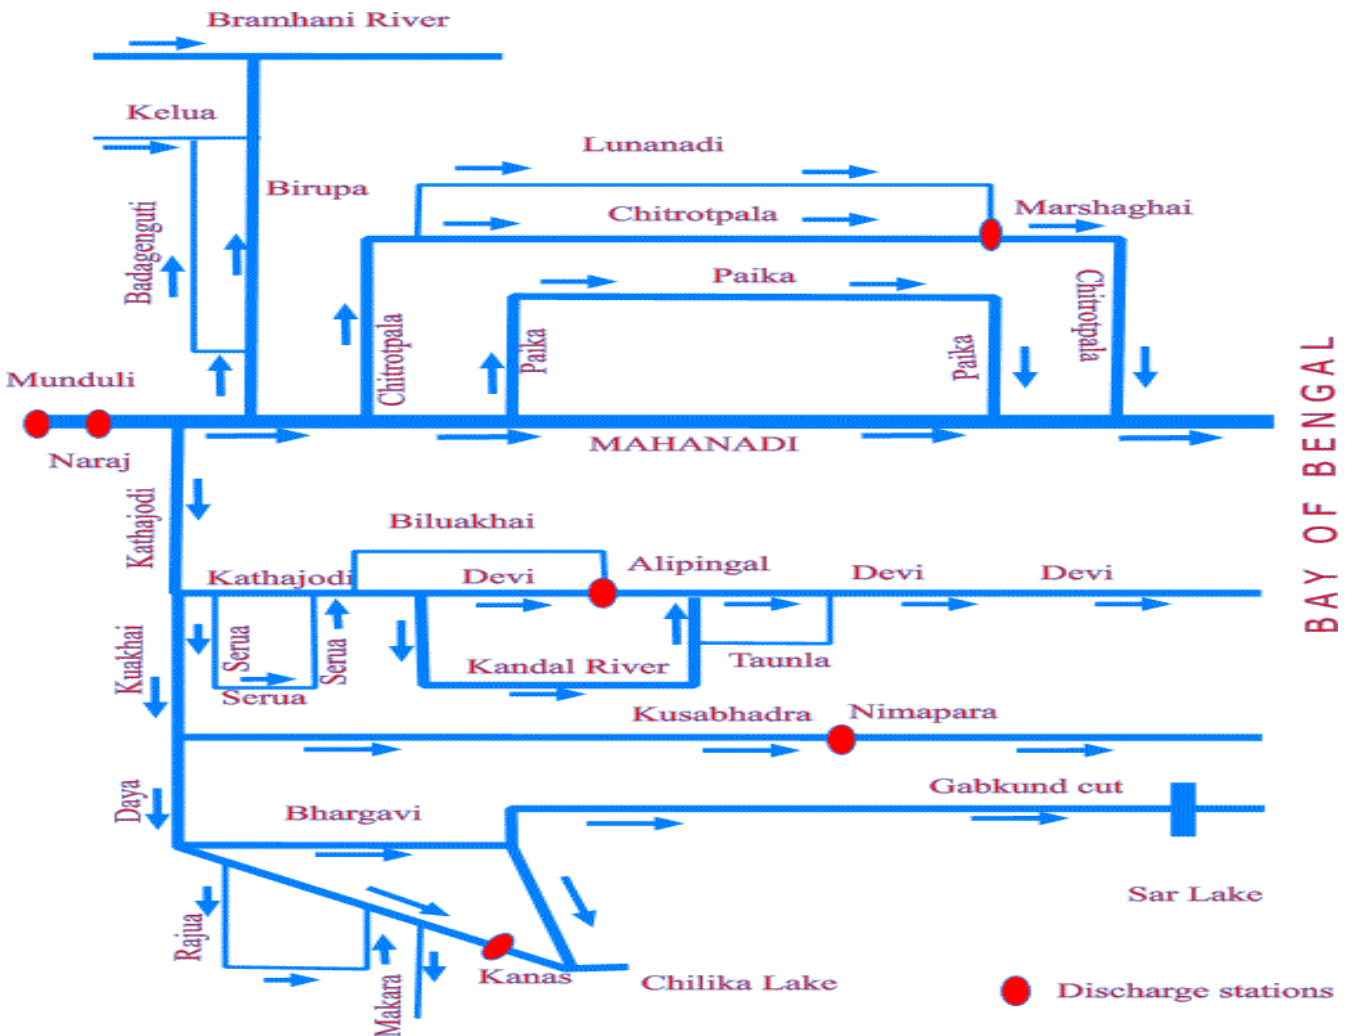 Bramhani River
Kelua
Lunanadi
Birupa
Chitrotpala
Marshaghai
Badagenguti
Paika
Chitrotpala
Chitrotpala
Paika
Paika
Munduli
MAHANADI
Naraj
BAY OF BENGAL
Kathajodi
Biluakhai
Kathajodi
Devi
Alipingal
Devi
Devi
Kuakhai
Serua
Serua
Serua
Kandal River
Taunla
Kusabhadra
Nimapara
Daya
Bhargavi
Gabkund cut
Sar Lake
Rajua
Makara
Kanas
Chilika Lake
Discharge stations